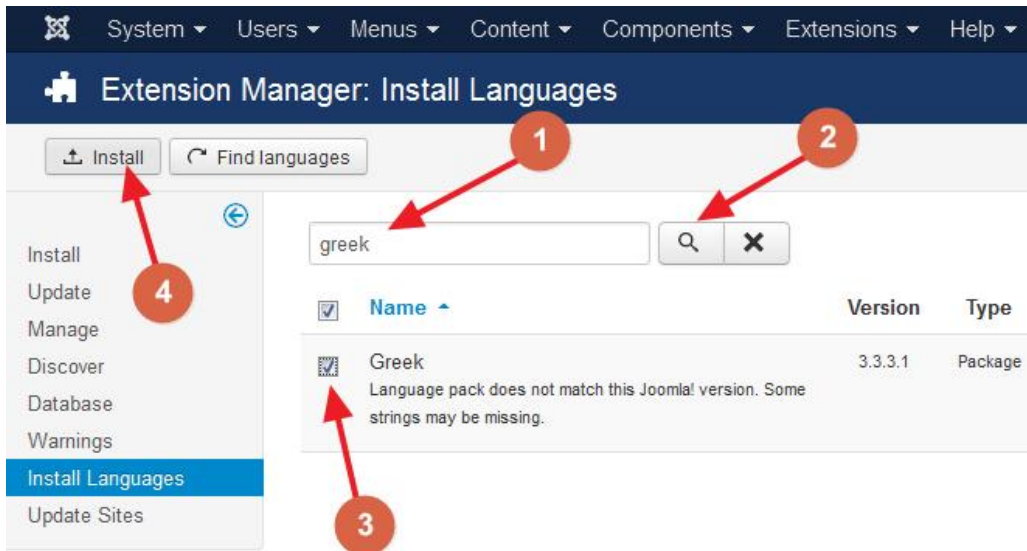 System Users Menus Content Components Extensions Help
Extension Manager: Install Languages
Install Find languages
1
2
4
3
Install
Update
Manage
Discover
Database
Warnings
Install Languages
Update Sites
greek
Name Version Type
Greek 3.3.3.1 Package
Language pack does not match this Joomla! version. Some
strings may be missing.